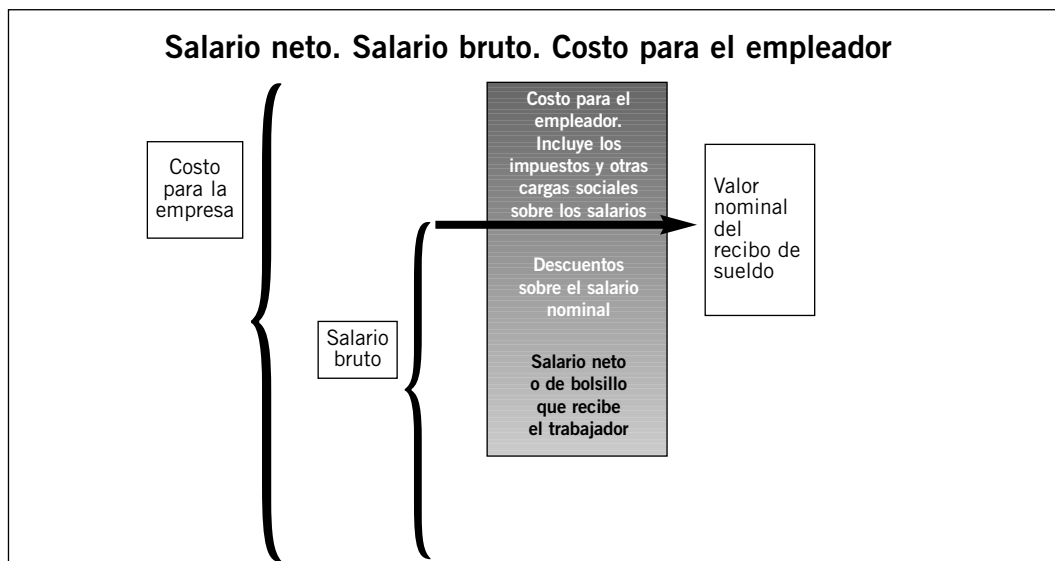 Salario neto. Salario bruto. Costo para el empleador
Costo
para la
empresa
Salario
bruto
Costo para el
empleador.
Incluye los
impuestos y otras
cargas sociales
sobre los salarios
Descuentos
sobre el salario
nominal
Salario neto
o de bolsillo
que recibe
el trabajador
Valor
nominal
del
recibo de
sueldo